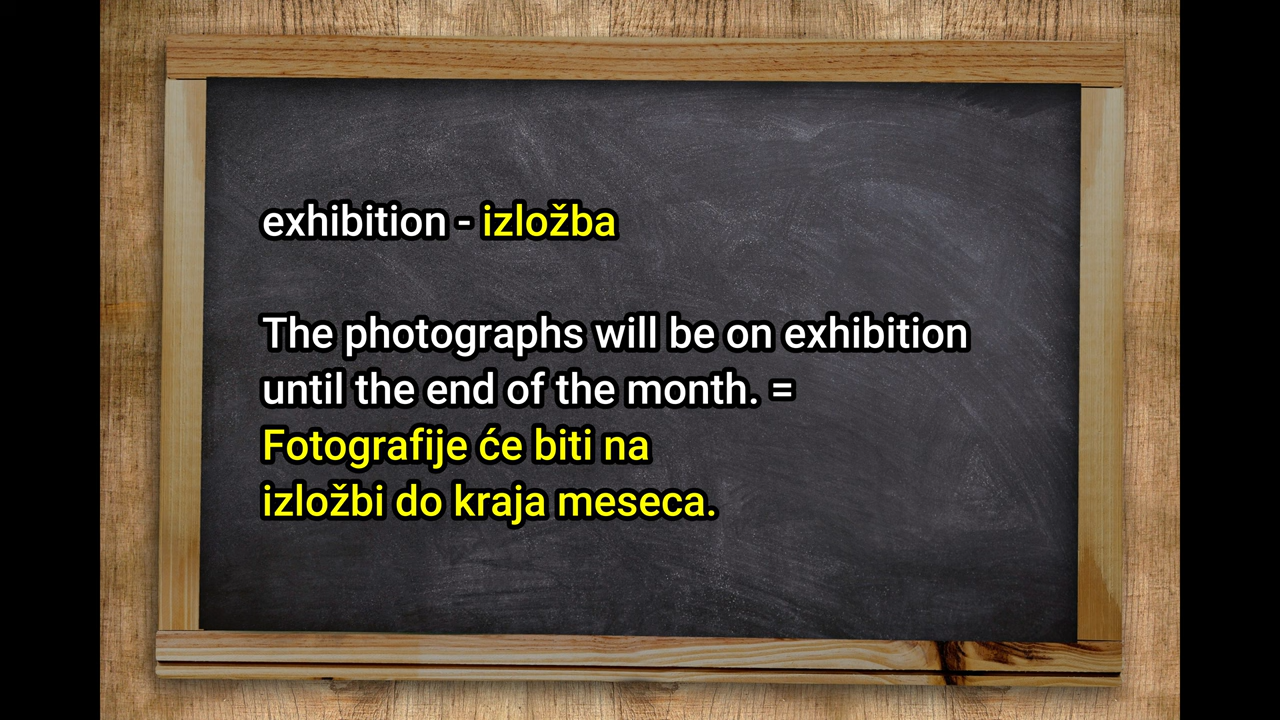 exhibition - izložba
The photographs will be on exhibition
until the end of the month. =
Fotografije će biti na
izložbi do kraja meseca.